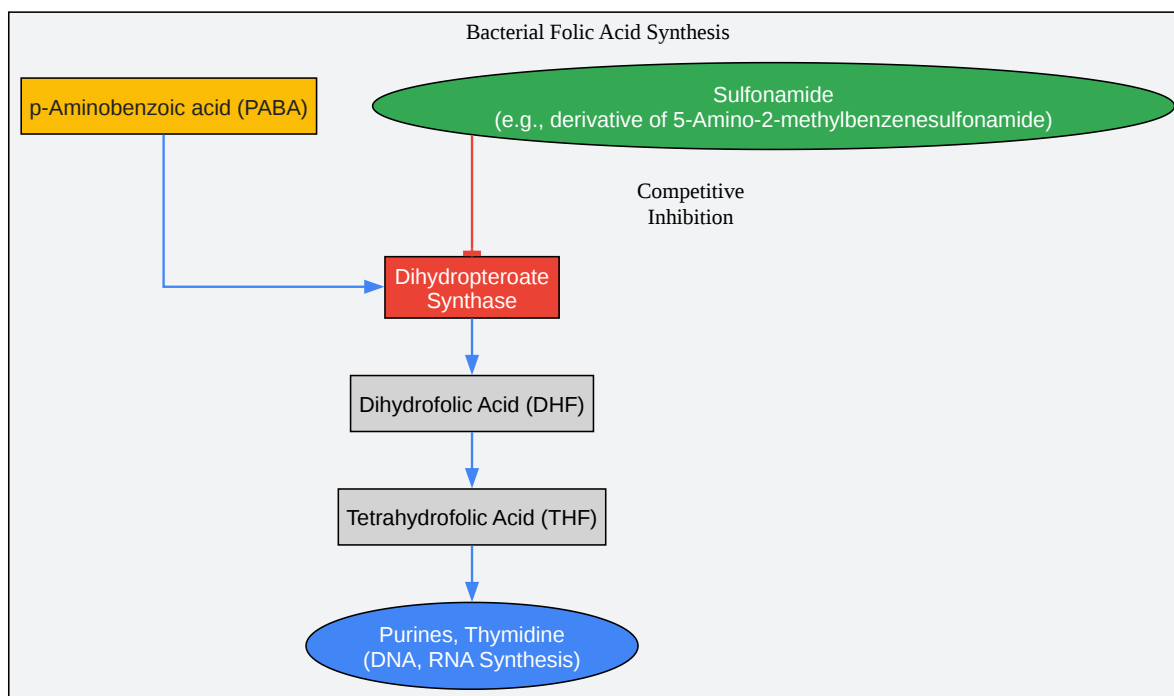 Bacterial Folic Acid Synthesis
p-Aminobenzoic acid (PABA)
Sulfonamide
(e.g., derivative of 5-Amino-2-methylbenzenesulfonamide)
Competitive
Inhibition
Dihydropteroate
Synthase
Dihydrofolic Acid (DHF)
Tetrahydrofolic Acid (THF)
Purines, Thymidine
(DNA, RNA Synthesis)